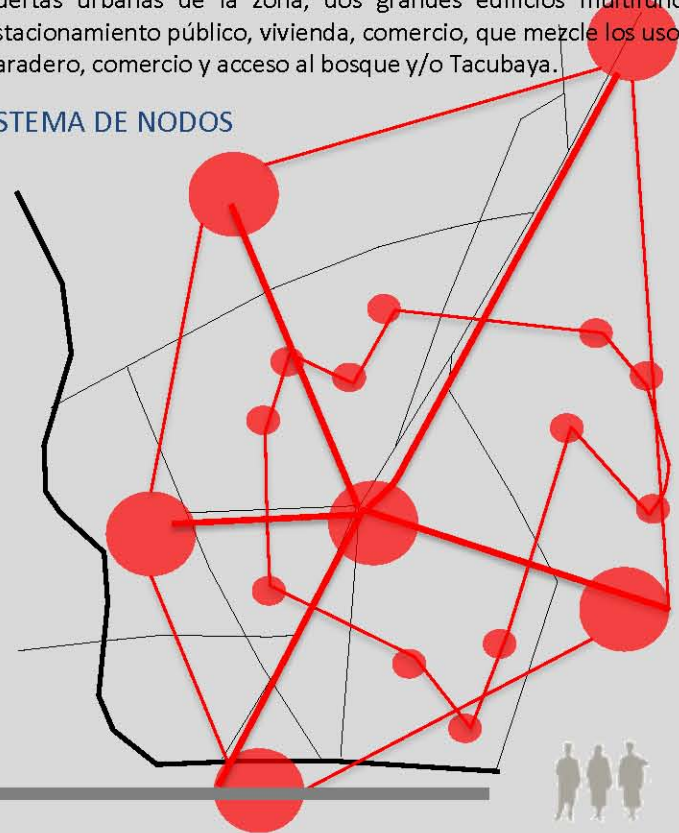 uertas urbanas de la zona, dos grandes edificios multifunc
stacionamiento público, vivienda, comercio, que mezcle los uso
aradero, comercio y acceso al bosque y/o Tacubaya.
STEMA DE NODOS